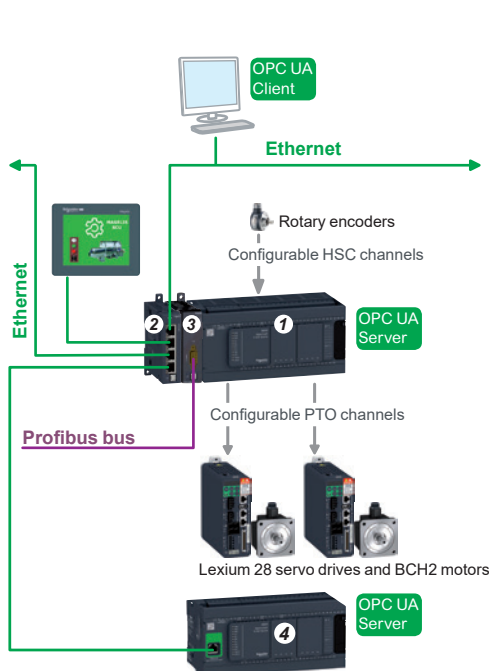 OPC UA
Client
Ethernet
Rotary encoders
Configurable HSC channels
Ethernet
2
3
1
OPC UA
Server
Configurable PTO channels
Profibus bus
Lexium 28 servo drives and BCH2 motors
OPC UA
Server
4